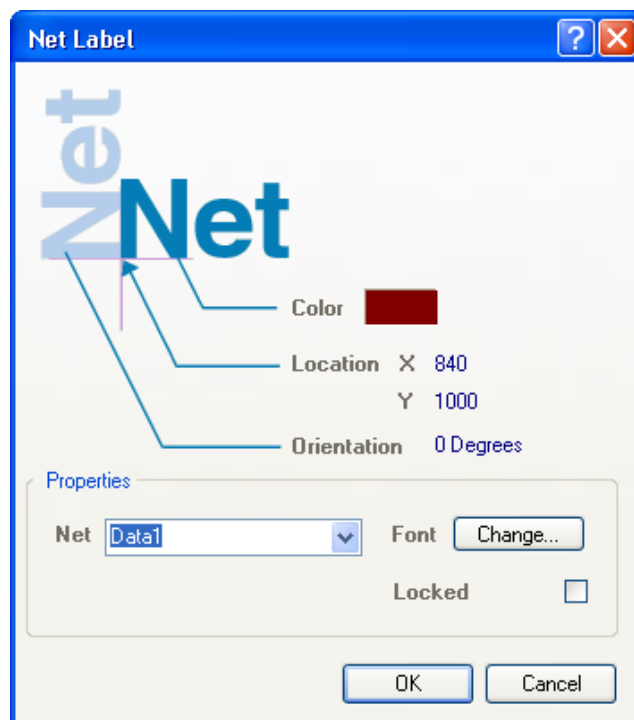 Net Label
Net
Net
Color
Location X 840
Y 1000
Orientation 0 Degrees
Properties
Net Data1 Font Change...
Locked
OK Cancel